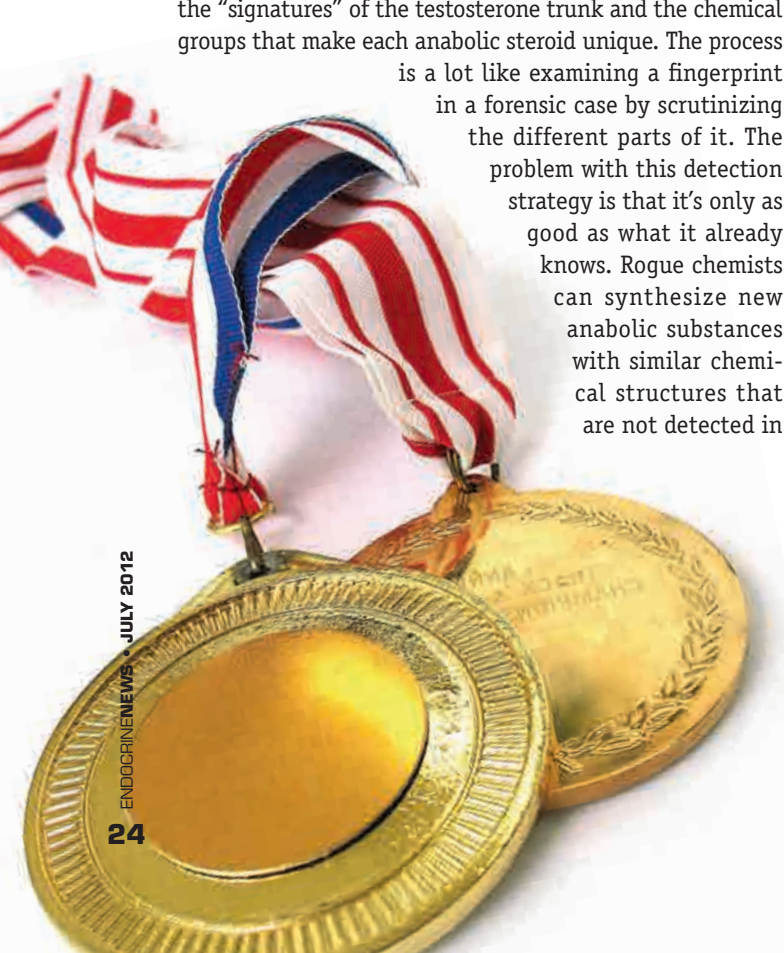 the “signatures” of the testosterone trunk and the chemical
groups that make each anabolic steroid unique. The process
is a lot like examining a fingerprint
in a forensic case by scrutinizing
the different parts of it. The
problem with this detection
strategy is that it’s only as
good as what it already
knows. Rogue chemists
can synthesize new
anabolic substances
with similar chemi-
cal structures that
are not detected in
ENDOCRINENEWS • JULY 2012
24